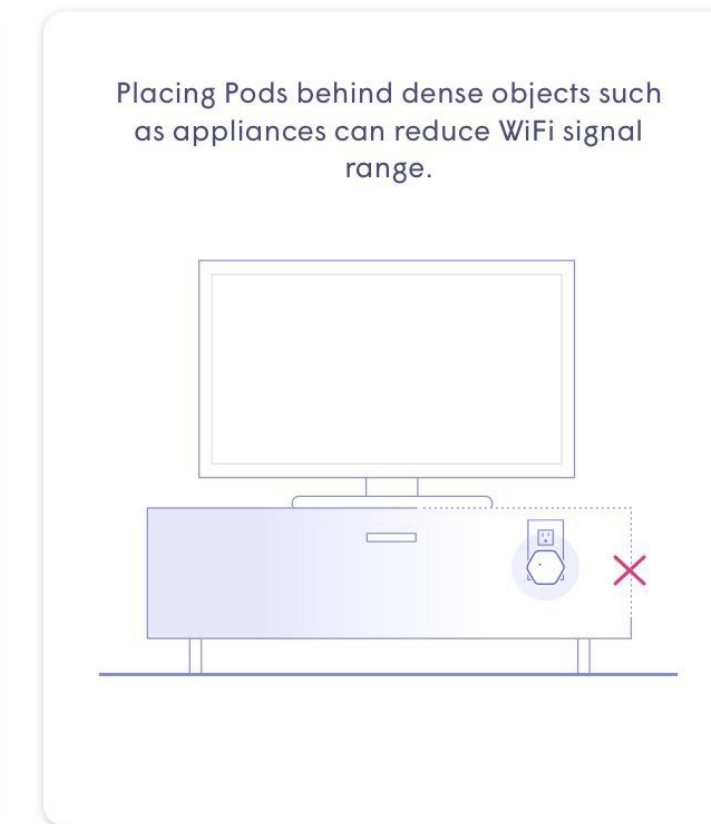 Placing Pods behind dense objects such
as appliances can reduce WiFi signal
range.